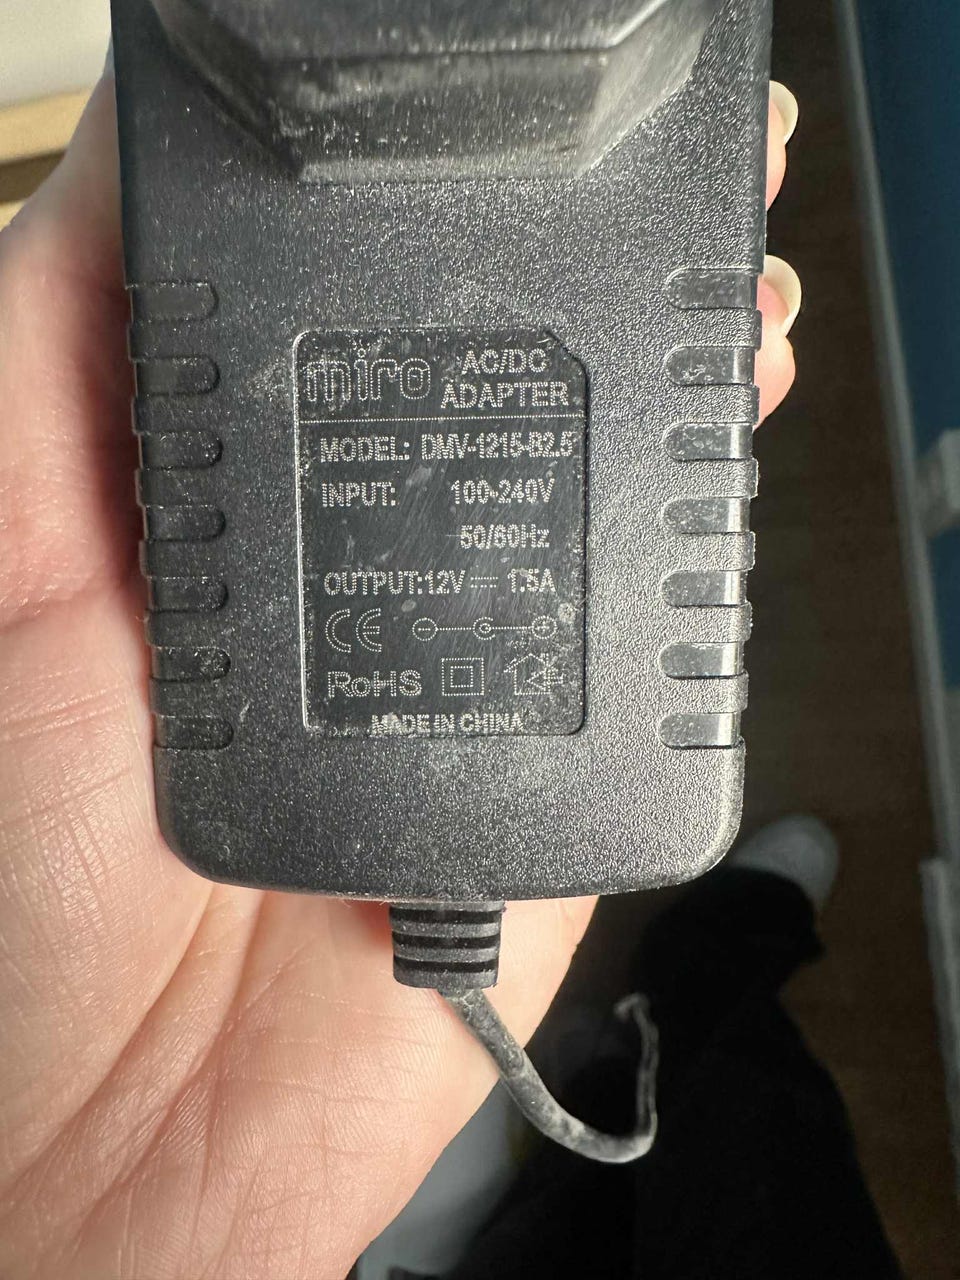 miro AC/DC
ADAPTER
MODEL: DMV-1215-B2.5
INPUT: 100-240V
50/60Hz
OUTPUT:12V ⎓ 1.5A
CE
RoHS
MADE IN CHINA